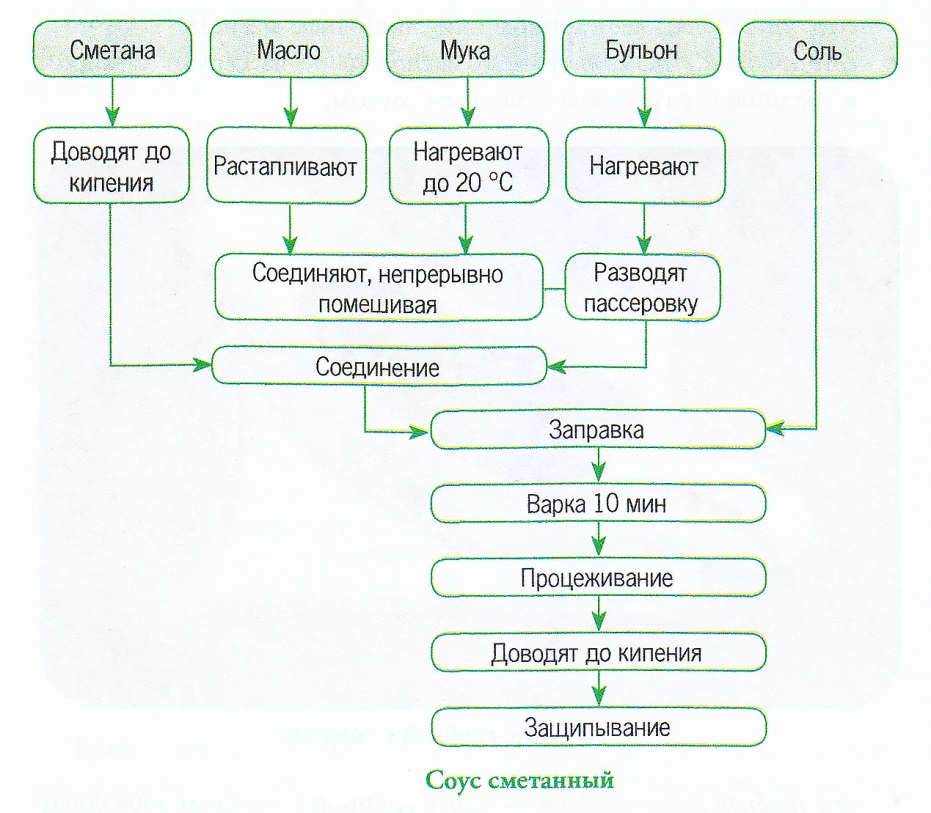 Сметана
Масло
Мука
Бульон
Соль
Доводят до
кипения
Растапливают
Нагревают
до 20 °С
Нагревают
Соединяют, непрерывно
помешивая
Разводят
пассеровку
Соединение
Заправка
Варка 10 мин
Процеживание
Доводят до кипения
Защипывание
Соус сметанный